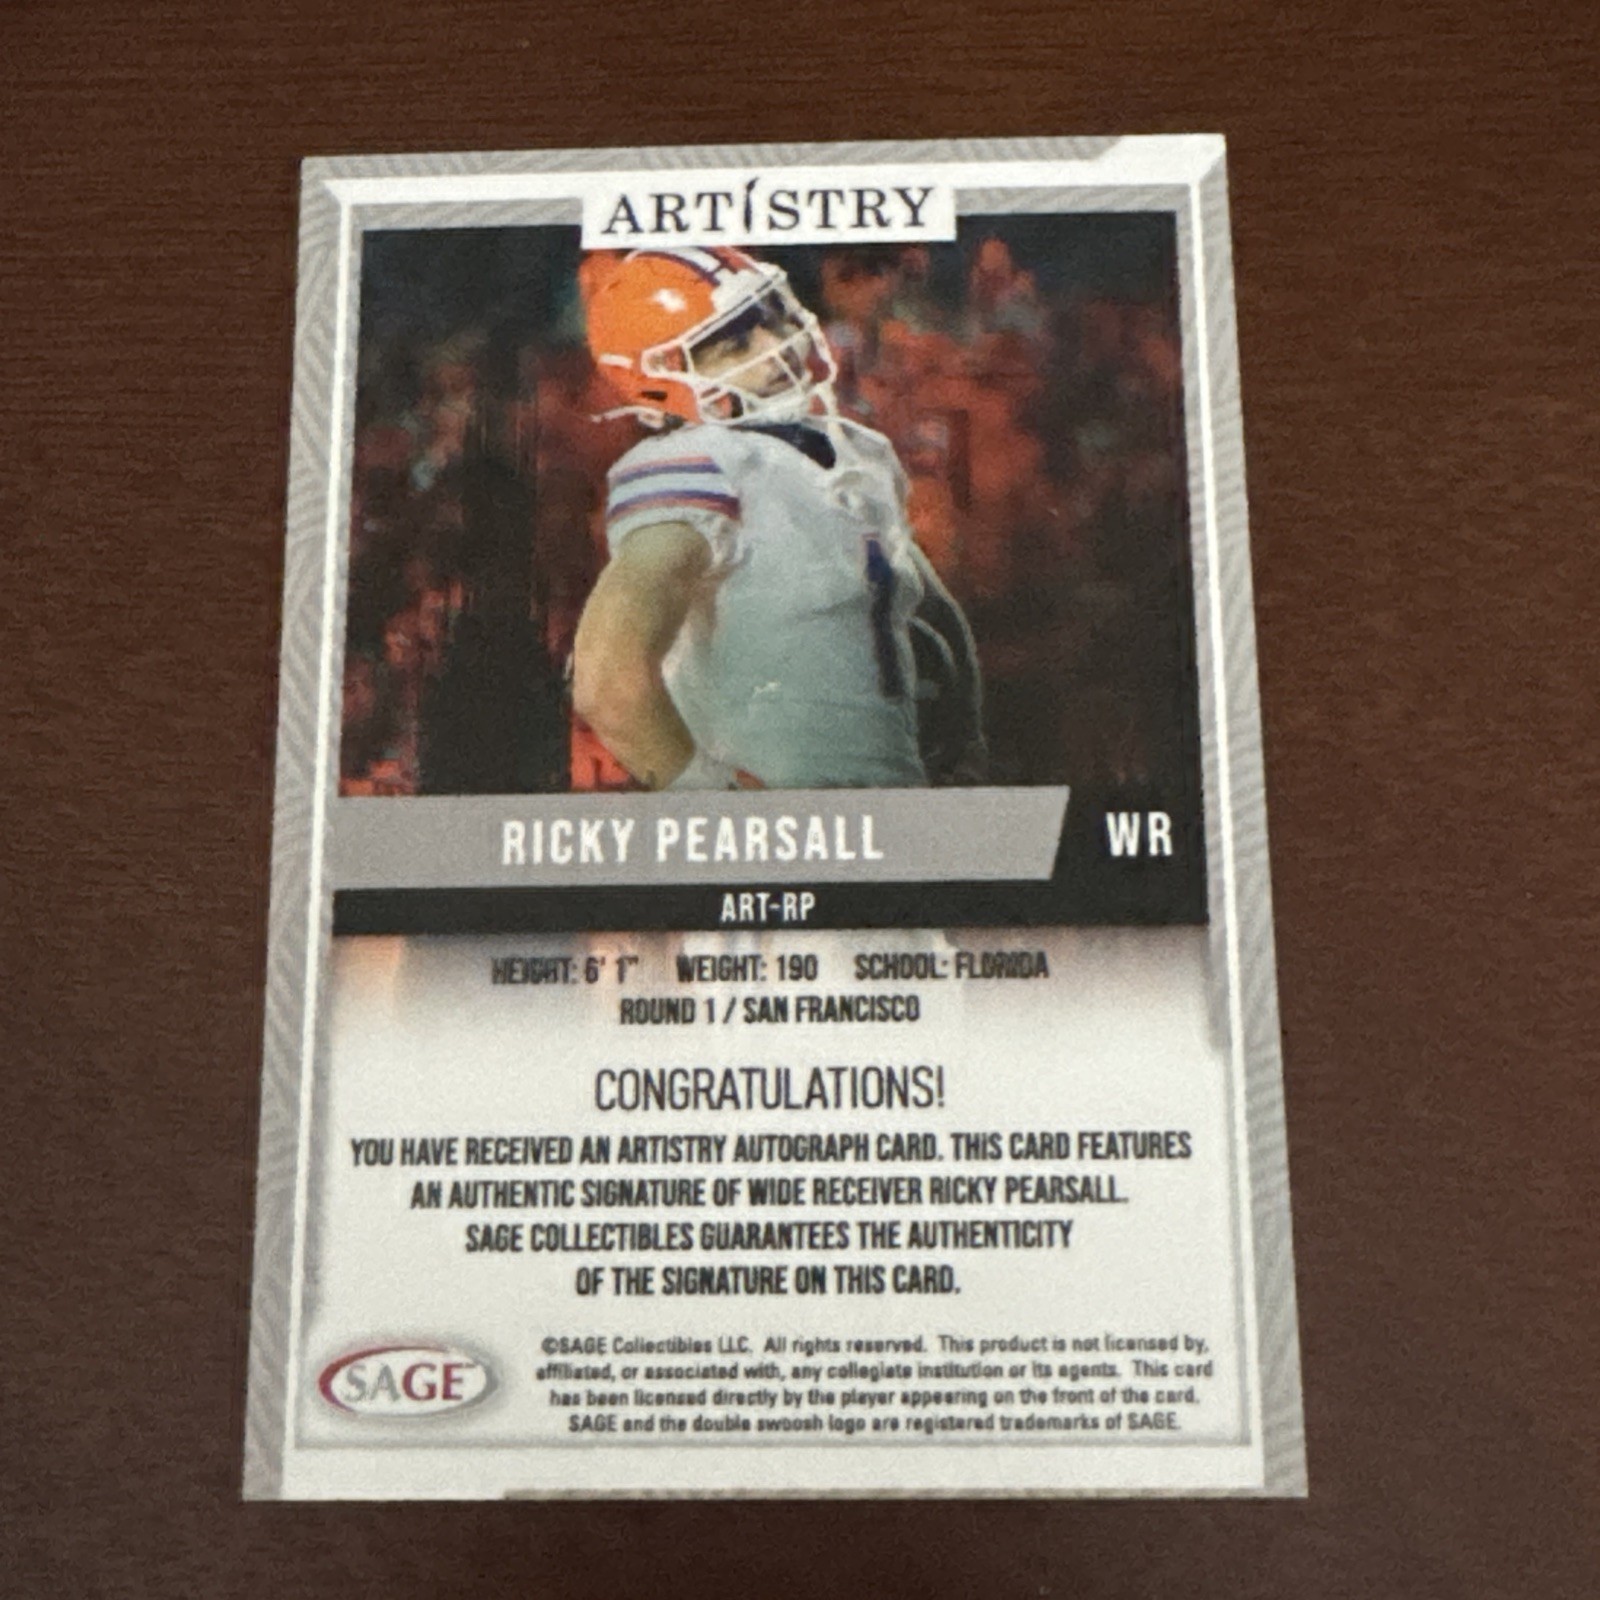 ARTISTRY
RICKY PEARSALL
WR
ART-RP
HEIGHT: 6' 1" WEIGHT: 190 SCHOOL: FLORIDA
ROUND 1 / SAN FRANCISCO
CONGRATULATIONS!
YOU HAVE RECEIVED AN ARTISTRY AUTOGRAPH CARD. THIS CARD FEATURES
AN AUTHENTIC SIGNATURE OF WIDE RECEIVER RICKY PEARSALL.
SAGE COLLECTIBLES GUARANTEES THE AUTHENTICITY
OF THE SIGNATURE ON THIS CARD.
SAGE™
©SAGE Collectibles LLC. All rights reserved. This product is not licensed by,
affiliated, or associated with, any collegiate institution or its agents. This card
has been licensed directly by the player appearing on the front of the card.
SAGE and the double swoosh logo are registered trademarks of SAGE.
1